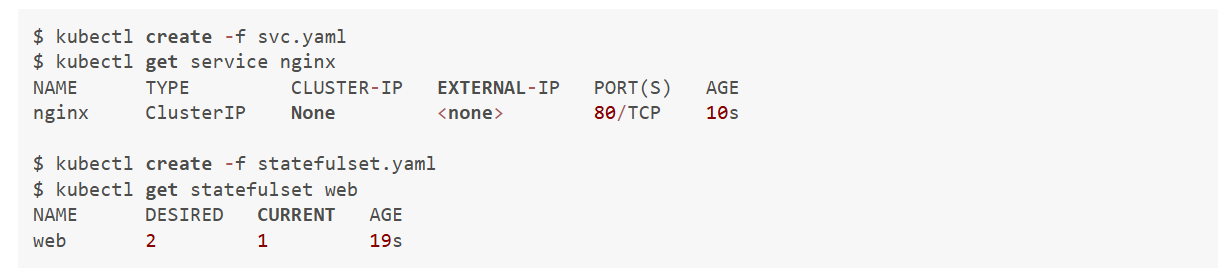 $ kubectl create -f svc.yaml
$ kubectl get service nginx
NAME      TYPE         CLUSTER-IP   EXTERNAL-IP   PORT(S)   AGE
nginx     ClusterIP    None         <none>        80/TCP    10s

$ kubectl create -f statefulset.yaml
$ kubectl get statefulset web
NAME      DESIRED   CURRENT   AGE
web       2         1         19s